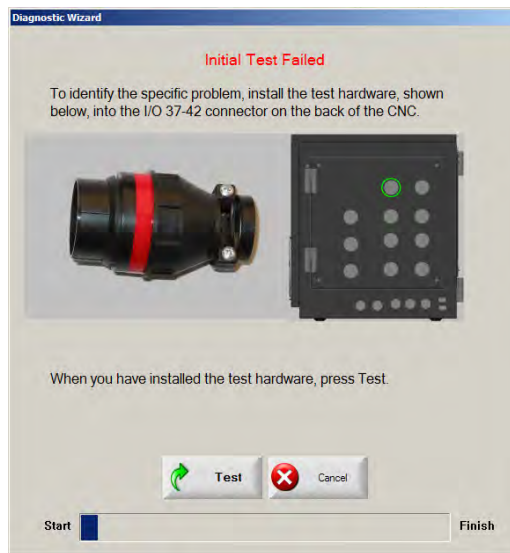 Diagnostic Wizard
Initial Test Failed
To identify the specific problem, install the test hardware, shown
below, into the I/O 37-42 connector on the back of the CNC.
When you have installed the test hardware, press Test.
Test
Cancel
Start
Finish